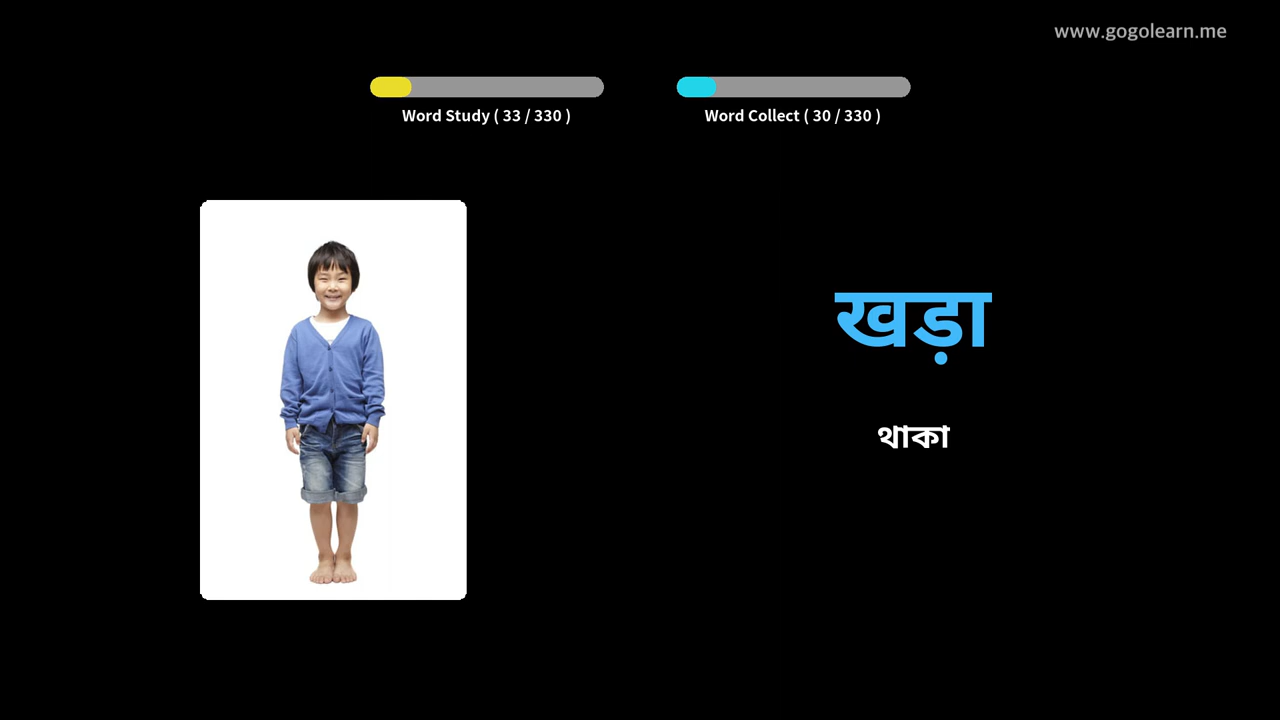 www.gogolearn.me
Word Study ( 33 / 330 )
Word Collect ( 30 / 330 )
खड़ा
থাকা